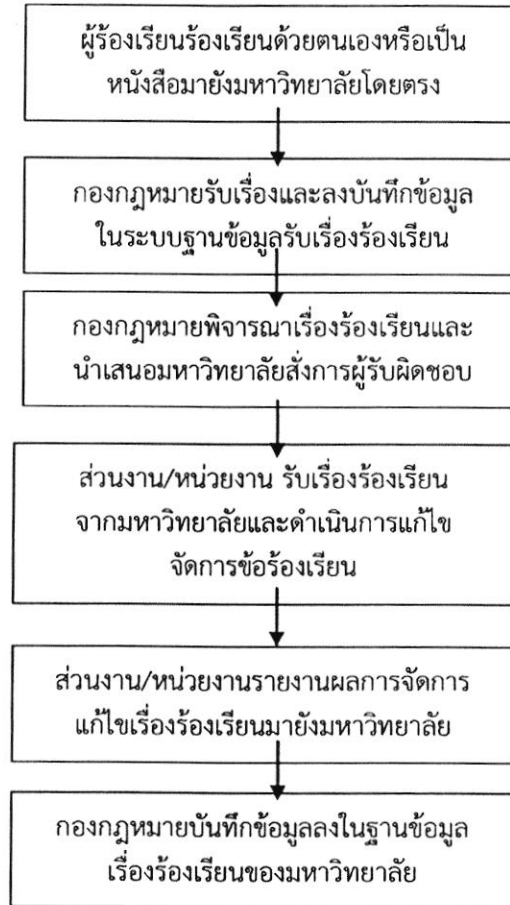 ผู้ร้องเรียนร้องเรียนด้วยตนเองหรือเป็น
หนังสือมายังมหาวิทยาลัยโดยตรง
กองกฎหมายรับเรื่องและลงบันทึกข้อมูล
ในระบบฐานข้อมูลรับเรื่องร้องเรียน
กองกฎหมายพิจารณาเรื่องร้องเรียนและ
นำเสนอมหาวิทยาลัยสั่งการผู้รับผิดชอบ
ส่วนงาน/หน่วยงาน รับเรื่องร้องเรียน
จากมหาวิทยาลัยและดำเนินการแก้ไข
จัดการข้อร้องเรียน
ส่วนงาน/หน่วยงานรายงานผลการจัดการ
แก้ไขเรื่องร้องเรียนมายังมหาวิทยาลัย
กองกฎหมายบันทึกข้อมูลลงในฐานข้อมูล
เรื่องร้องเรียนของมหาวิทยาลัย